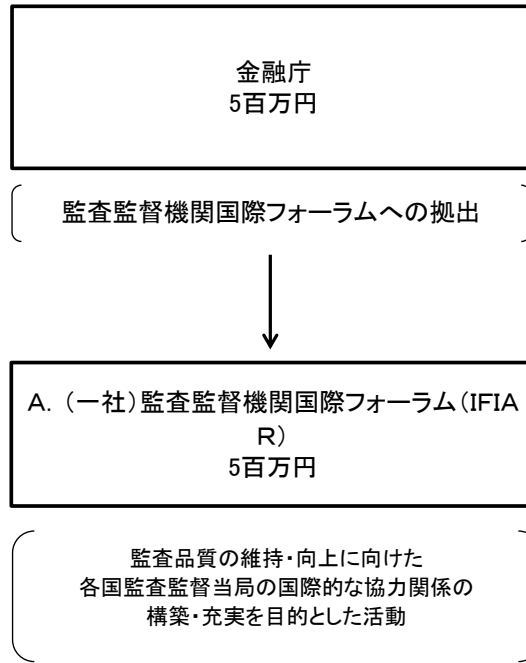 金融庁
5百万円
監査監督機関国際フォーラムへの拠出
A.（一社）監査監督機関国際フォーラム（IFIA
R）
5百万円
監査品質の維持・向上に向けた
各国監査監督当局の国際的な協力関係の
構築・充実を目的とした活動